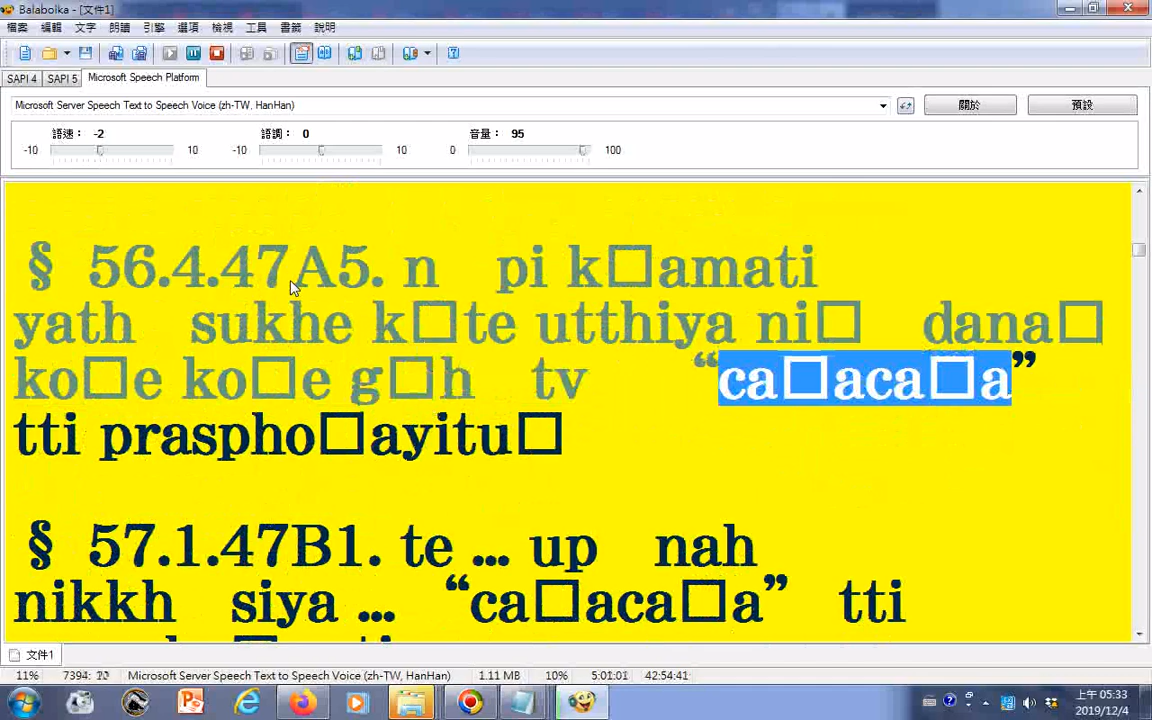 Balabolka - [文件1]
檔案 編輯 文字 朗讀 引擎 選項 檢視 工具 書籤 說明
SAPI 4 SAPI 5 Microsoft Speech Platform
Microsoft Server Speech Text to Speech Voice (zh-TW, HanHan) 關於 預設
語速： -2 語調： 0 音量： 95
-10 10 -10 10 0 100
§ 56.4.47A5. n pi k□amati
yath sukhe k□te utthiya ni□ dana□
ko□e ko□e g□h tv “ca□aca□a”
tti praspho□ayitu□
§ 57.1.47B1. te ... up nah
nikkh siya ... “ca□aca□a” tti
文件1
11% 7394: Microsoft Server Speech Text to Speech Voice (zh-TW, HanHan) 1.11 MB 10% 5:01:01 42:54:41
上午 05:33
2019/12/4